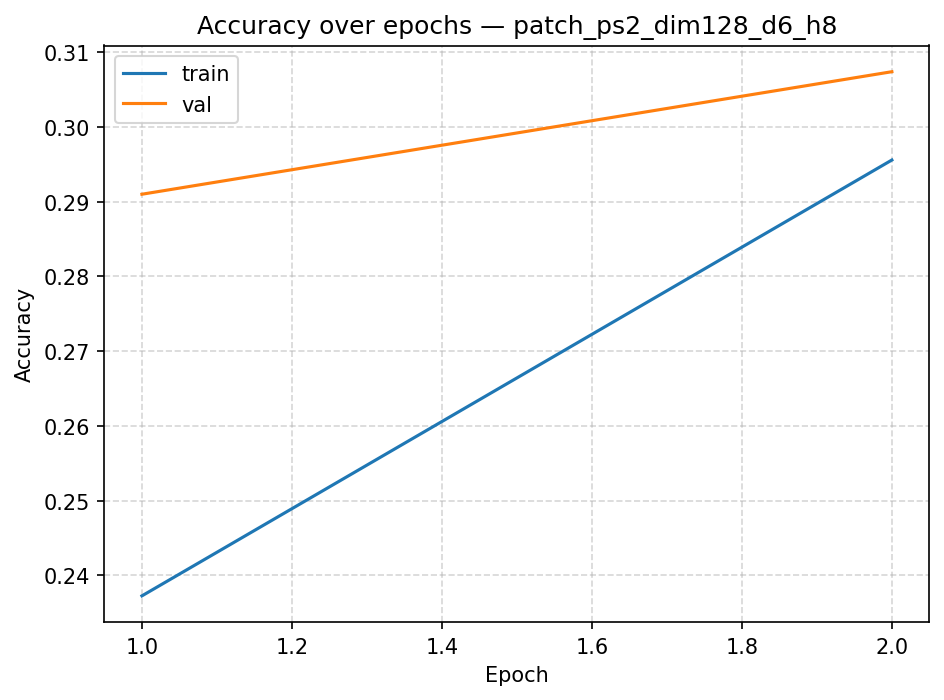 Accuracy over epochs — patch_ps2_dim128_d6_h8
train
val
0.31
0.30
0.29
0.28
0.27
0.26
0.25
0.24
Accuracy
1.0 1.2 1.4 1.6 1.8 2.0
Epoch